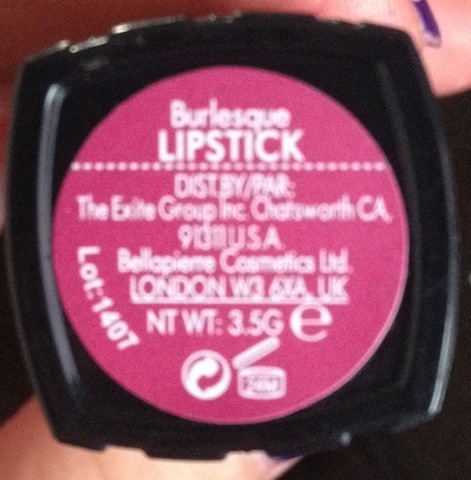 Burlesque
LIPSTICK
DIST.BY/PAR:
The Exite Group Inc. Chatsworth CA,
91311.U.S.A.
Bellapierre Cosmetics Ltd.
LONDON W3 6XA, UK
NT WT: 3.5G e
Lot:1407
24M